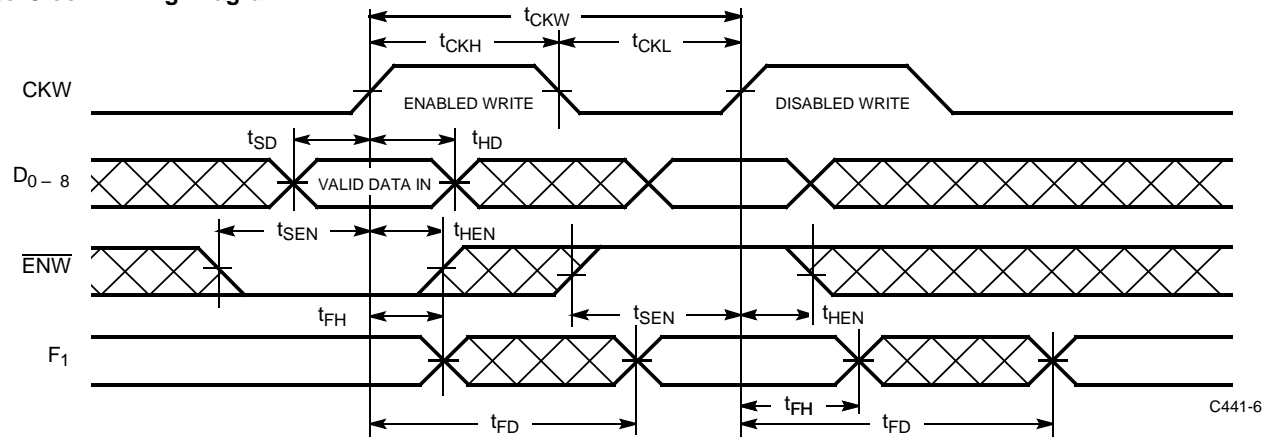 tCKW
tCKH tCKL
CKW
ENABLED WRITE DISABLED WRITE
tSD tHD
D0 – 8
VALID DATA IN
tSEN tHEN
ENW
tFH tSEN tHEN
F1
tFH
C441-6
tFD tFD